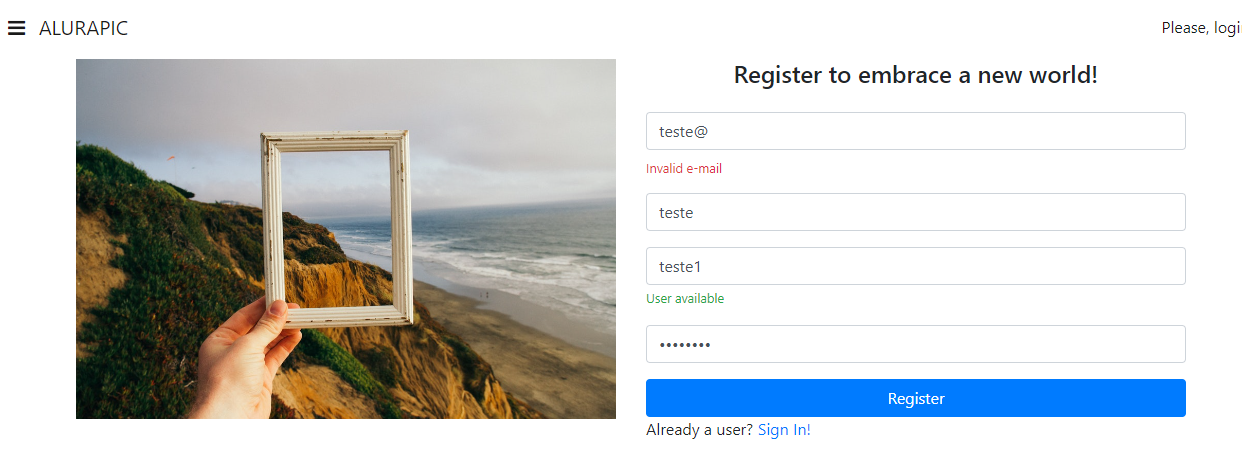 ALURAPIC
Please, logi
Register to embrace a new world!
teste@
Invalid e-mail
teste
teste1
User available
••••••••
Register
Already a user? Sign In!